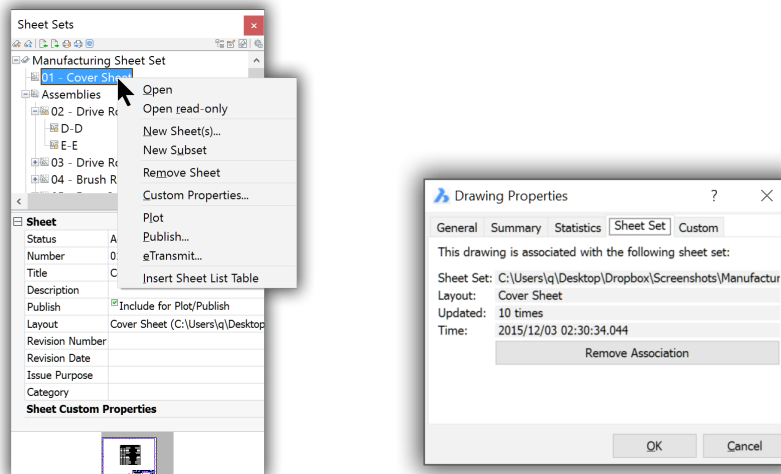 Sheet Sets
Manufacturing Sheet Set
01 - Cover Sheet
Assemblies
02 - Drive
D-D
E-E
03 - Drive
04 - Brush
Open
Open read-only
New Sheet(s)...
New Subset
Remove Sheet
Custom Properties...
Plot
Publish...
eTransmit...
Insert Sheet List Table
Sheet
Status
Number
Title
Description
Publish Include for Plot/Publish
Layout Cover Sheet (C:\Users\q\Desktop
Revision Number
Revision Date
Issue Purpose
Category
Sheet Custom Properties
Drawing Properties ?
General Summary Statistics Sheet Set Custom
This drawing is associated with the following sheet set:
Sheet Set: C:\Users\q\Desktop\Dropbox\Screenshots\Manufactur
Layout: Cover Sheet
Updated: 10 times
Time: 2015/12/03 02:30:34.044
Remove Association
OK Cancel